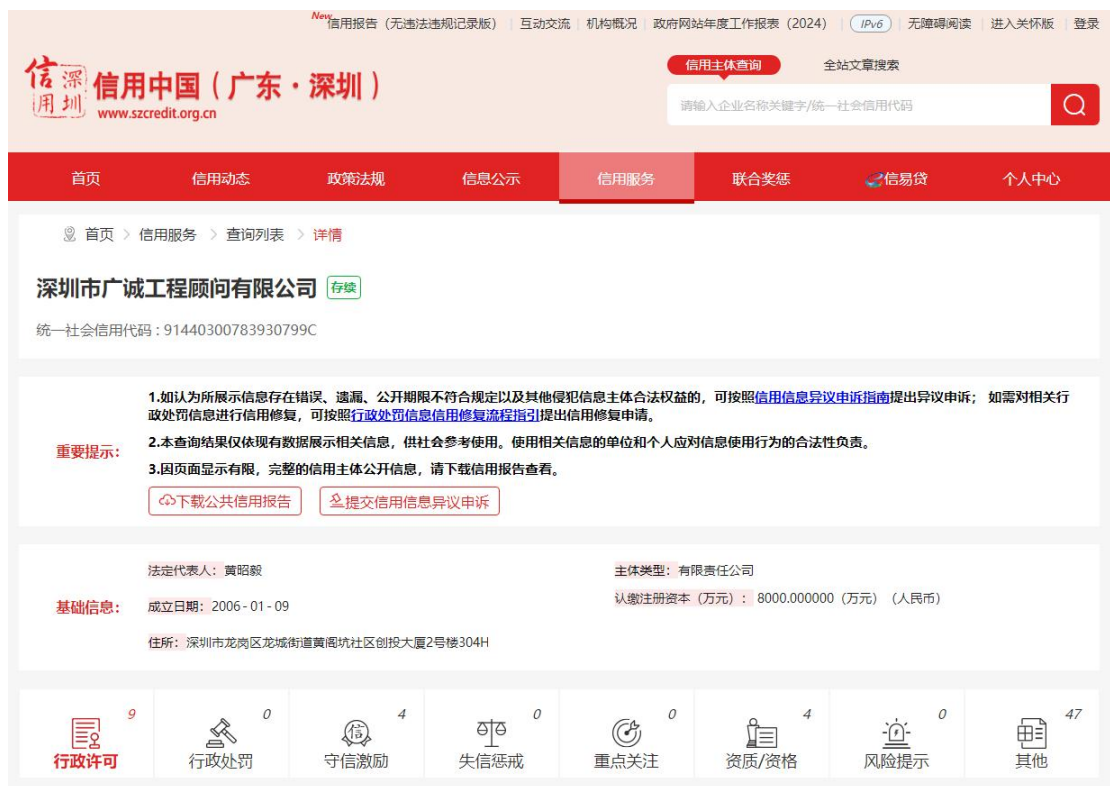 New信用报告（无违法违规记录版） 互动交流 机构概况 政府网站年度工作报表（2024） IPv6 无障碍阅读 进入关怀版 登录
信用深圳 信用中国（广东·深圳）
www.szcredit.org.cn
信用主体查询 全站文章搜索
请输入企业名称关键字/统一社会信用代码
首页 信用动态 政策法规 信息公示 信用服务 联合奖惩 信易贷 个人中心
首页 > 信用服务 > 查询列表 > 详情
深圳市广诚工程顾问有限公司 存续
统一社会信用代码 : 91440300783930799C
重要提示：
1.如认为所展示信息存在错误、遗漏、公开期限不符合规定以及其他侵犯信息主体合法权益的，可按照信用信息异议申诉指南提出异议申诉； 如需对相关行
政处罚信息进行信用修复，可按照行政处罚信息信用修复流程指引提出信用修复申请。
2.本查询结果仅依现有数据展示相关信息，供社会参考使用。使用相关信息的单位和个人应对信息使用行为的合法性负责。
3.因页面显示有限，完整的信用主体公开信息，请下载信用报告查看。
下载公共信用报告 提交信用信息异议申诉
基础信息：
法定代表人： 黄昭毅 主体类型： 有限责任公司
成立日期： 2006-01-09 认缴注册资本（万元）： 8000.000000（万元）（人民币）
住所： 深圳市龙岗区龙城街道黄阁坑社区创投大厦2号楼304H
9 0 4 0 0 4 0 47
行政许可 行政处罚 守信激励 失信惩戒 重点关注 资质/资格 风险提示 其他